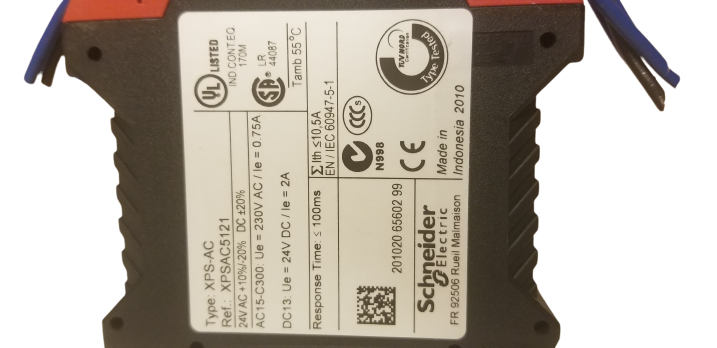 Type: XPS-AC
Ref.: XPSAC5121
24V AC +10%/-20% DC ±20%
AC15-C300: Ue = 230V AC / Ie = 0.75A
DC13: Ue = 24V DC / Ie = 2A
Response Time: ≤ 100ms
201020 65602 99
Schneider
Electric
FR 92506 Rueil Malmaison
UL
LISTED
IND.CONT.EQ.
170M
SA ®
LR
44087
Tamb 55°C
∑ Ith ≤10,5A
EN / IEC 60947-5-1
N998
CCC S
CE
TÜV NORD
Type Tested
Made in
Indonesia 2010